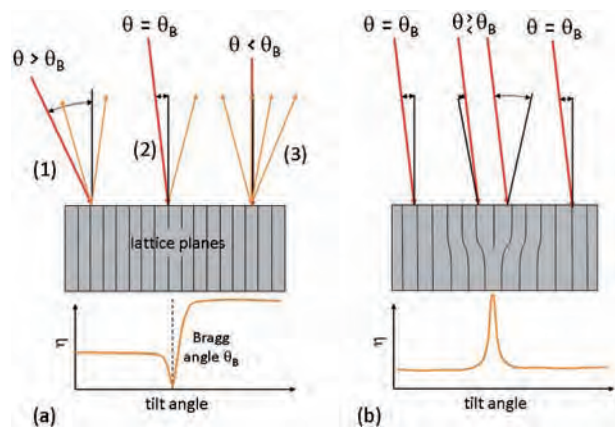 θ = θB
θ > θB
θ < θB
(1)
(2)
(3)
lattice planes
η
Bragg
angle θB
(a)
tilt angle
θ = θB
θ ≷ θB
θ = θB
η
(b)
tilt angle